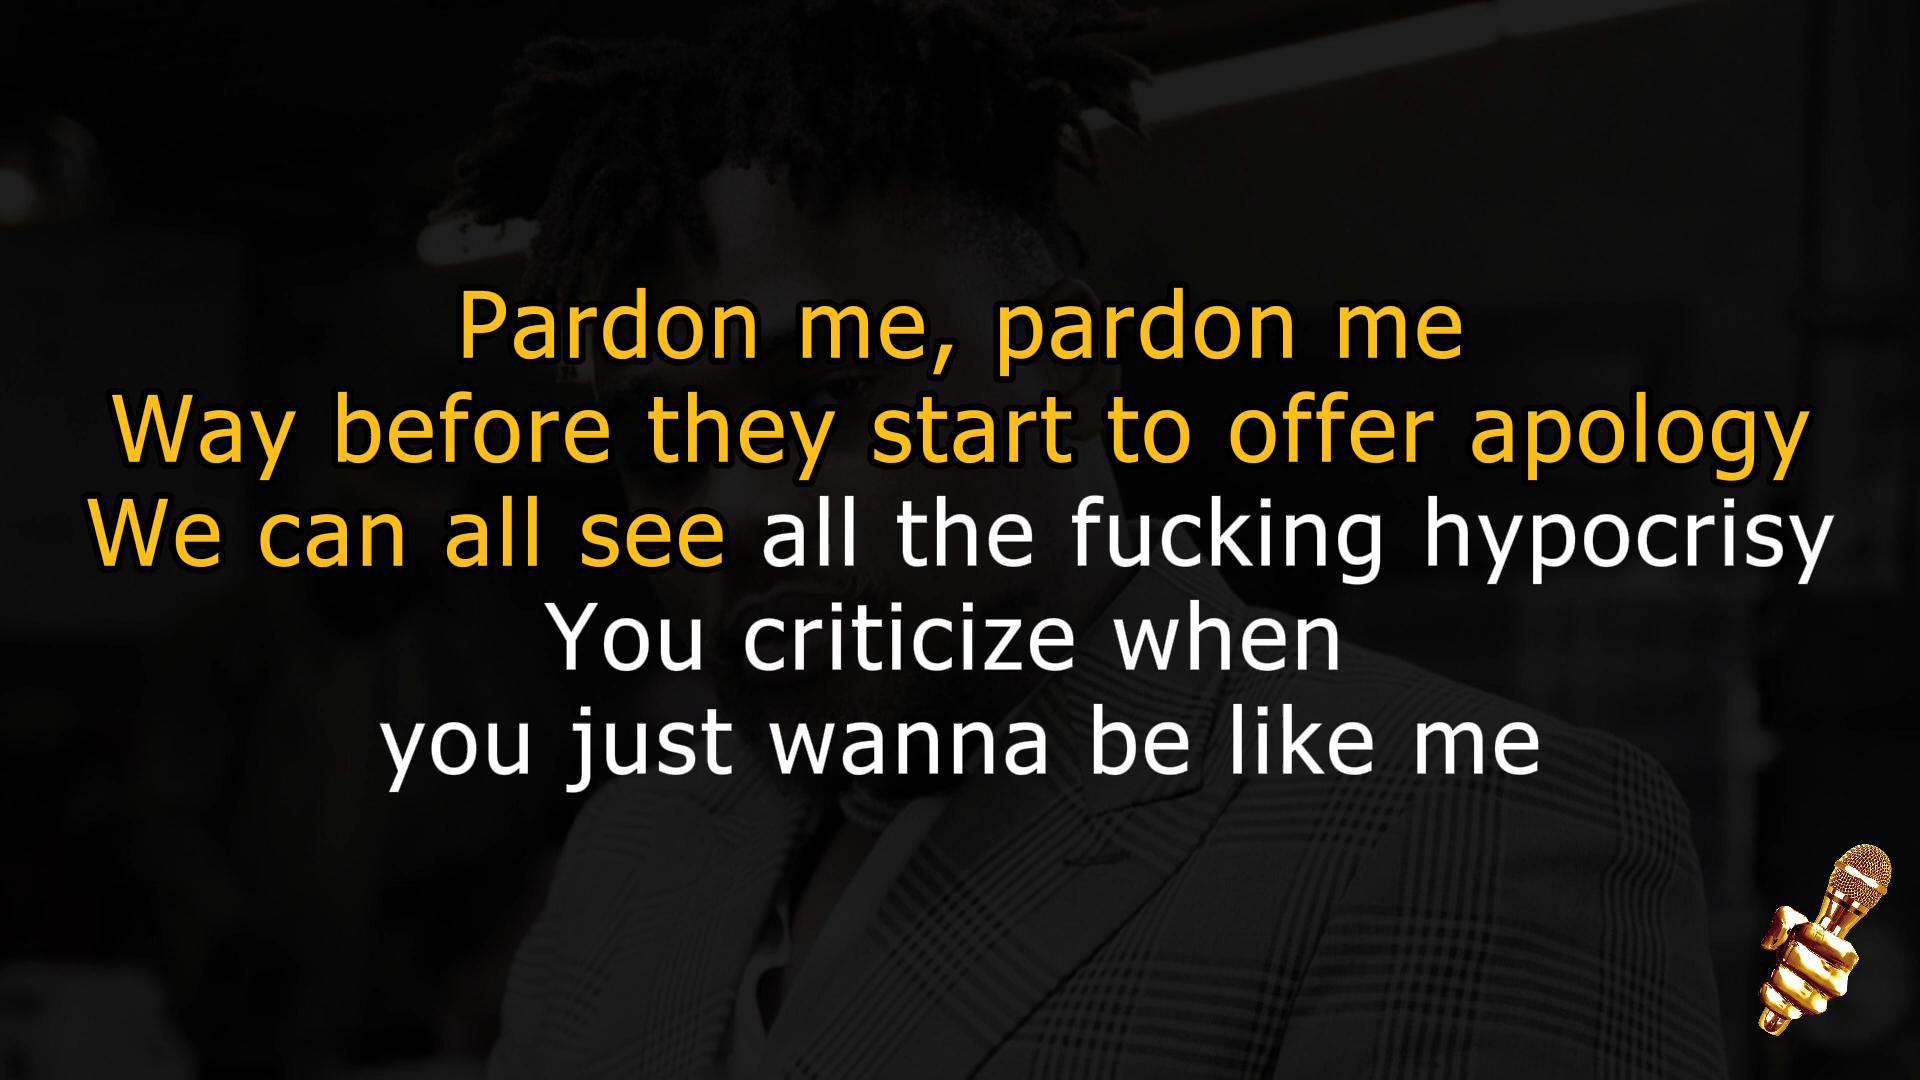 Pardon me, pardon me
Way before they start to offer apology
We can all see all the fucking hypocrisy
You criticize when
you just wanna be like me